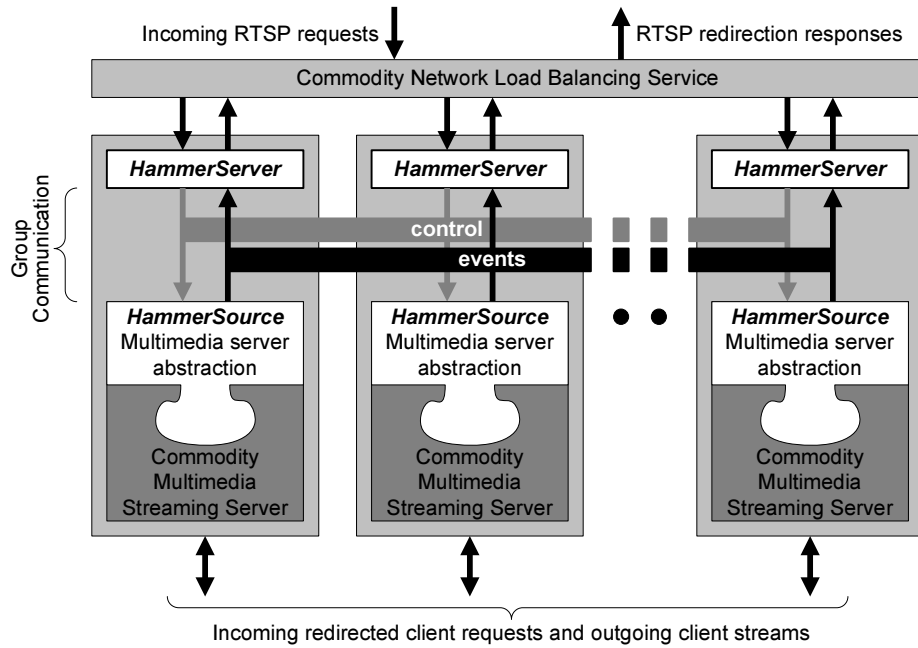 Incoming RTSP requests
RTSP redirection responses
Commodity Network Load Balancing Service
HammerServer
HammerServer
HammerServer
Group
Communication
control
events
HammerSource
Multimedia server
abstraction
HammerSource
Multimedia server
abstraction
HammerSource
Multimedia server
abstraction
Commodity
Multimedia
Streaming Server
Commodity
Multimedia
Streaming Server
Commodity
Multimedia
Streaming Server
Incoming redirected client requests and outgoing client streams